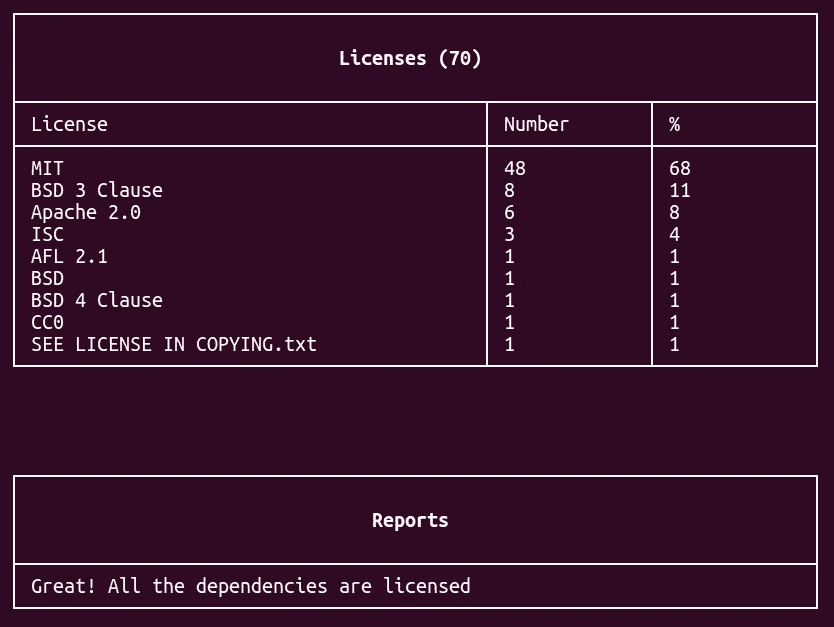 Licenses (70)
License Number %
MIT 48 68
BSD 3 Clause 8 11
Apache 2.0 6 8
ISC 3 4
AFL 2.1 1 1
BSD 1 1
BSD 4 Clause 1 1
CC0 1 1
SEE LICENSE IN COPYING.txt 1 1
Reports
Great! All the dependencies are licensed